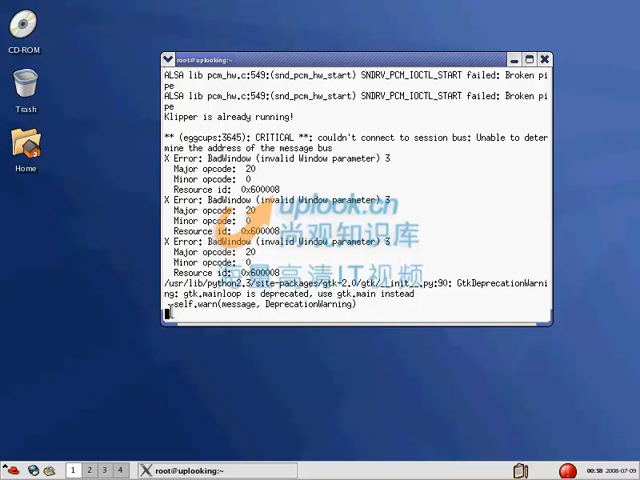 CD-ROM
Trash
Home
root@uplooking:~
ALSA lib pcm_hw.c:549:(snd_pcm_hw_start) SNDRV_PCM_IOCTL_START failed: Broken pi
pe
ALSA lib pcm_hw.c:549:(snd_pcm_hw_start) SNDRV_PCM_IOCTL_START failed: Broken pi
pe
Klipper is already running!
** (eggcups:3645): CRITICAL **: couldn't connect to session bus: Unable to deter
mine the address of the message bus
X Error: BadWindow (invalid Window parameter) 3
Major opcode: 20
Minor opcode: 0
Resource id: 0x600008
X Error: BadWindow (invalid Window parameter) 3
Major opcode: 20
Minor opcode: 0
Resource id: 0x600008
X Error: BadWindow (invalid Window parameter) 3
Major opcode: 20
Minor opcode: 0
Resource id: 0x600008
/usr/lib/python2.3/site-packages/gtk-2.0/gtk/__init__.py:90: GtkDeprecationWarni
ng: gtk.mainloop is deprecated, use gtk.main instead
self.warn(message, DeprecationWarning)
uplook.cn
尚观知识库
海量高清IT视频
1 2 3 4
root@uplooking:~
00:58 2008-07-09